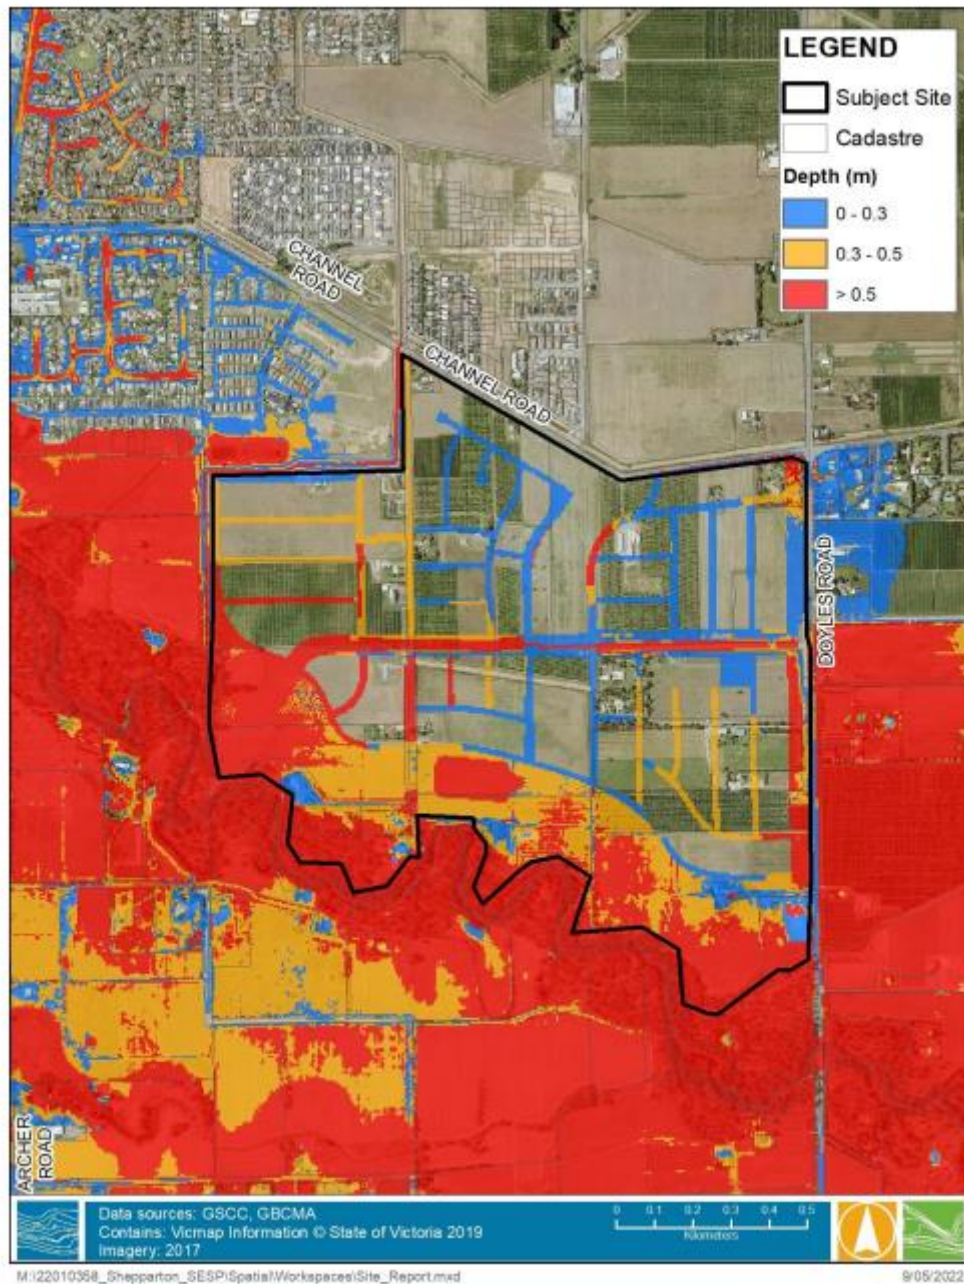 LEGEND
Subject Site
Cadastre
Depth (m)
0 - 0.3
0.3 - 0.5
> 0.5
CHANNEL
ROAD
CHANNEL ROAD
DOYLES ROAD
ARCHER
ROAD
Data sources: GSCC, GBCMA
Contains: Vicmap Information © State of Victoria 2019
Imagery: 2017
0 0.1 0.2 0.3 0.4 0.5
Kilometers
M:\22010358_Shepparton_SESP\Spatial\Workspaces\Site_Report.mxd
9/05/2022